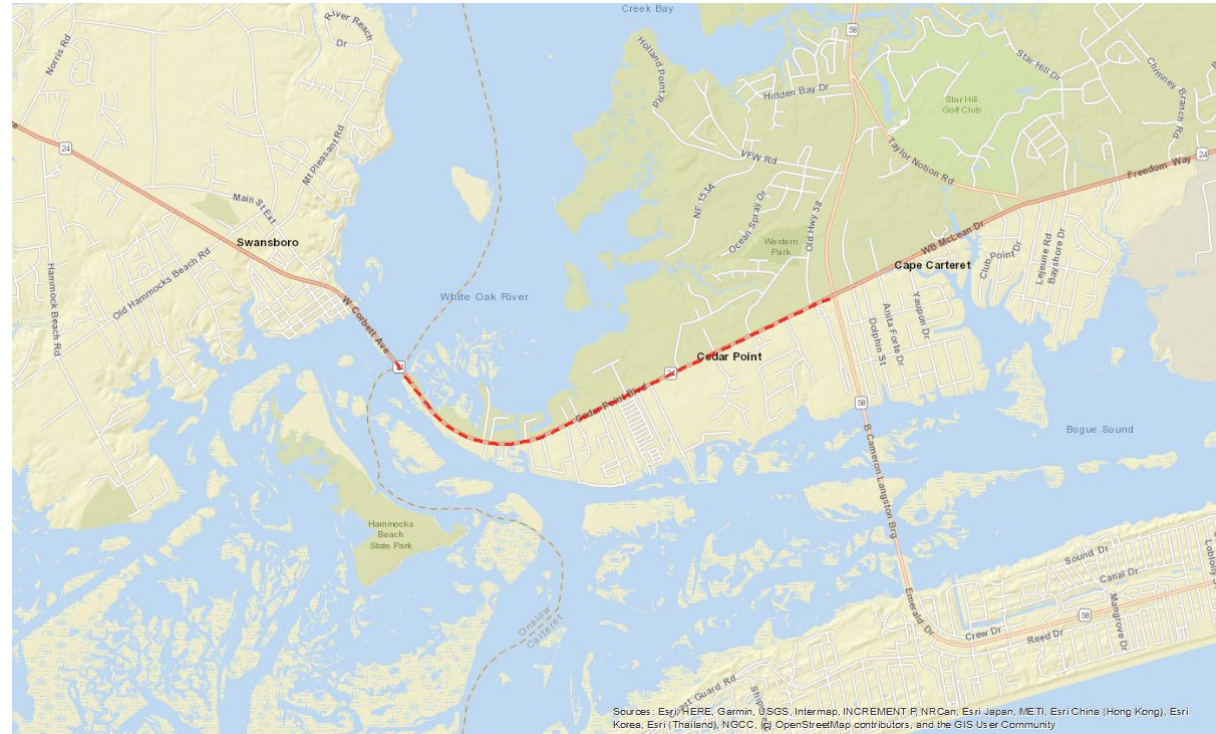 Creek Bay
River Reach
Dr
Norris Rd
Holland Point
Rd
58
Hidden Bay Dr
Star Hill Dr
Chimney
Branch Rd
Star Hill
Golf Club
24
Mt Pleasant Rd
VFW Rd
Taylor Notion Rd
24
Freedom Way
Main St Ext
NF-153A
Ocean Spray Dr
Old Hwy 58
Swansboro
Western
Park
WB McLean Dr
Cape Carteret
Club Point Dr
Lejeune Rd
Bayshore Dr
Old Hammocks Beach Rd
Hammock Beach Rd
White Oak River
W Corbett Ave
Yaupon Dr
Anita Forte Dr
Dolphin St
24
Cedar Point
24
Cedar Point Blvd
58
B Cameron Langston Brg
Bogue Sound
Hammocks
Beach
State Park
Onslow
Carteret
Sound Dr
Canal Dr
Emerald Dr
Crew Dr
58
Reed Dr
Mangrove Dr
Guard Rd
Sources: Esri, HERE, Garmin, USGS, Intermap, INCREMENT P, NRCan, Esri Japan, METI, Esri China (Hong Kong), Esri
Korea, Esri (Thailand), NGCC, (c) OpenStreetMap contributors, and the GIS User Community